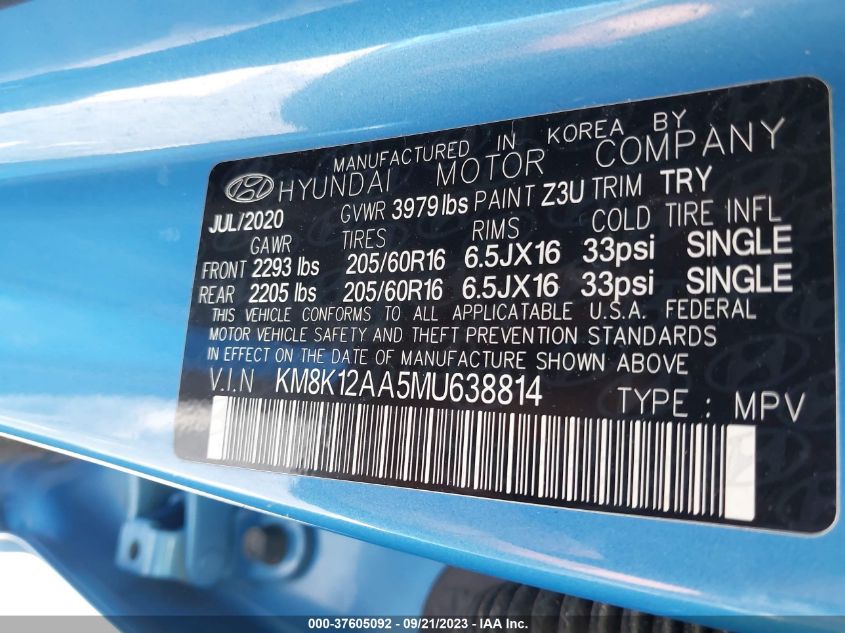 MANUFACTURED IN KOREA BY
HYUNDAI MOTOR COMPANY
JUL/2020 GVWR 3979 lbs PAINT Z3U TRIM TRY
GAWR TIRES RIMS COLD TIRE INFL
FRONT 2293 lbs 205/60R16 6.5JX16 33psi SINGLE
REAR 2205 lbs 205/60R16 6.5JX16 33psi SINGLE
THIS VEHICLE CONFORMS TO ALL APPLICATABLE U.S.A. FEDERAL
MOTOR VEHICLE SAFETY AND THEFT PREVENTION STANDARDS
IN EFFECT ON THE DATE OF MANUFACTURE SHOWN ABOVE
V.I.N KM8K12AA5MU638814 TYPE : MPV
000-37605092 - 09/21/2023 - IAAI.com